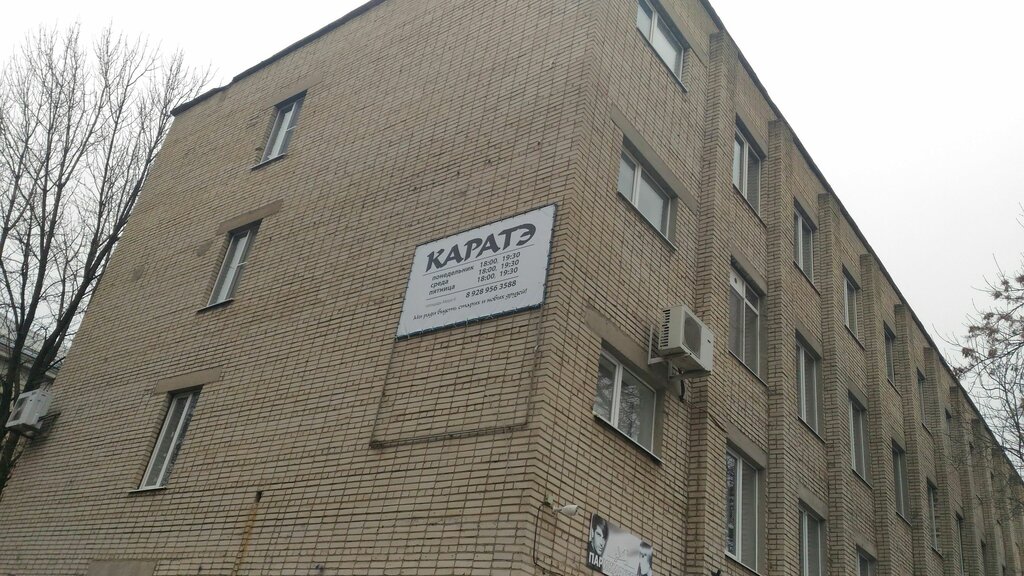 КАРАТЭ
понедельник 18:00, 19:30
среда 18:00, 19:30
пятница 18:00, 19:30
8 928 956 3588
Мы рады видеть старых и новых друзей!
ПАР